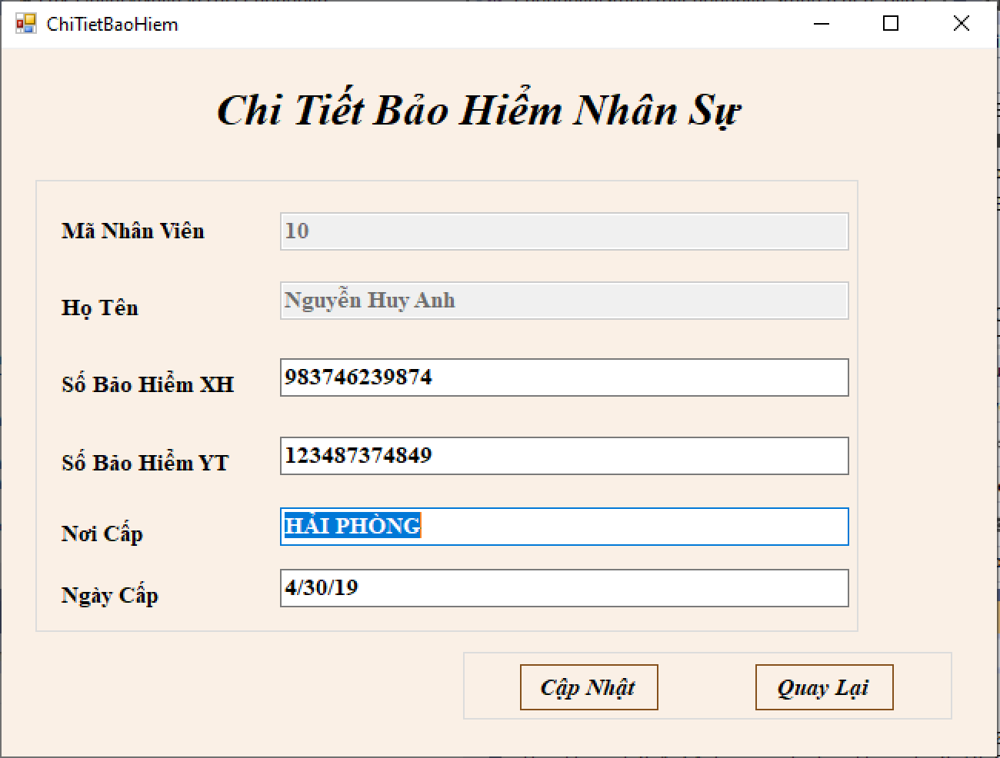 ChiTietBaoHiem
Chi Tiết Bảo Hiểm Nhân Sự
Mã Nhân Viên 10
Họ Tên Nguyễn Huy Anh
Số Bảo Hiểm XH 983746239874
Số Bảo Hiểm YT 123487374849
Nơi Cấp HẢI PHÒNG
Ngày Cấp 4/30/19
Cập Nhật Quay Lại